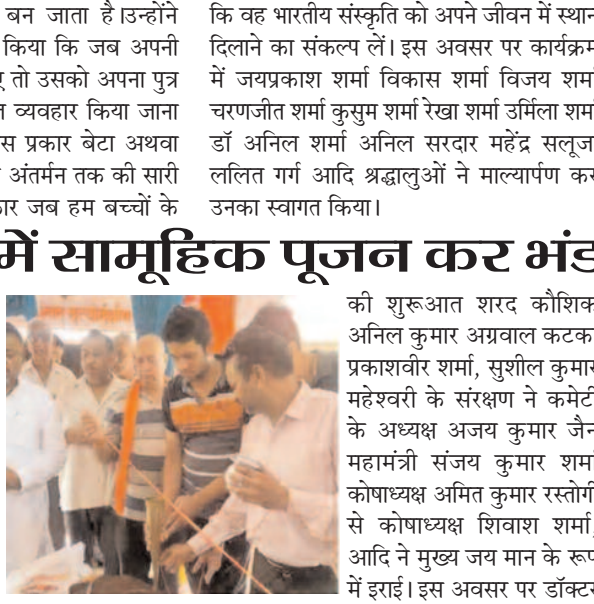 बन जाता है।उन्होंने
किया कि जब अपनी
तो उसको अपना पुत्र
व्यवहार किया जाना
स प्रकार बेटा अथवा
अंतर्मन तक की सारी
जब हम बच्चों के
कि वह भारतीय संस्कृति को अपने जीवन में स्थान
दिलाने का संकल्प लें। इस अवसर पर कार्यक्रम
में जयप्रकाश शर्मा विकास शर्मा विजय शर्मा
चरणजीत शर्मा कुसुम शर्मा रेखा शर्मा उर्मिला शर्मा
डॉ अनिल शर्मा अनिल सरदार महेंद्र सलूजा
ललित गर्ग आदि श्रद्धालुओं ने माल्यार्पण कर
उनका स्वागत किया।
में सामूहिक पूजन कर भंड
की शुरूआत शरद कौशिक
अनिल कुमार अग्रवाल कटक
प्रकाशवीर शर्मा, सुशील कुमार
महेश्वरी के संरक्षण ने कमेटी
के अध्यक्ष अजय कुमार जैन
महामंत्री संजय कुमार शर्मा
कोषाध्यक्ष अमित कुमार रस्तोगी
से कोषाध्यक्ष शिवाश शर्मा,
आदि ने मुख्य जय मान के रूप
में इराई। इस अवसर पर डॉक्टर